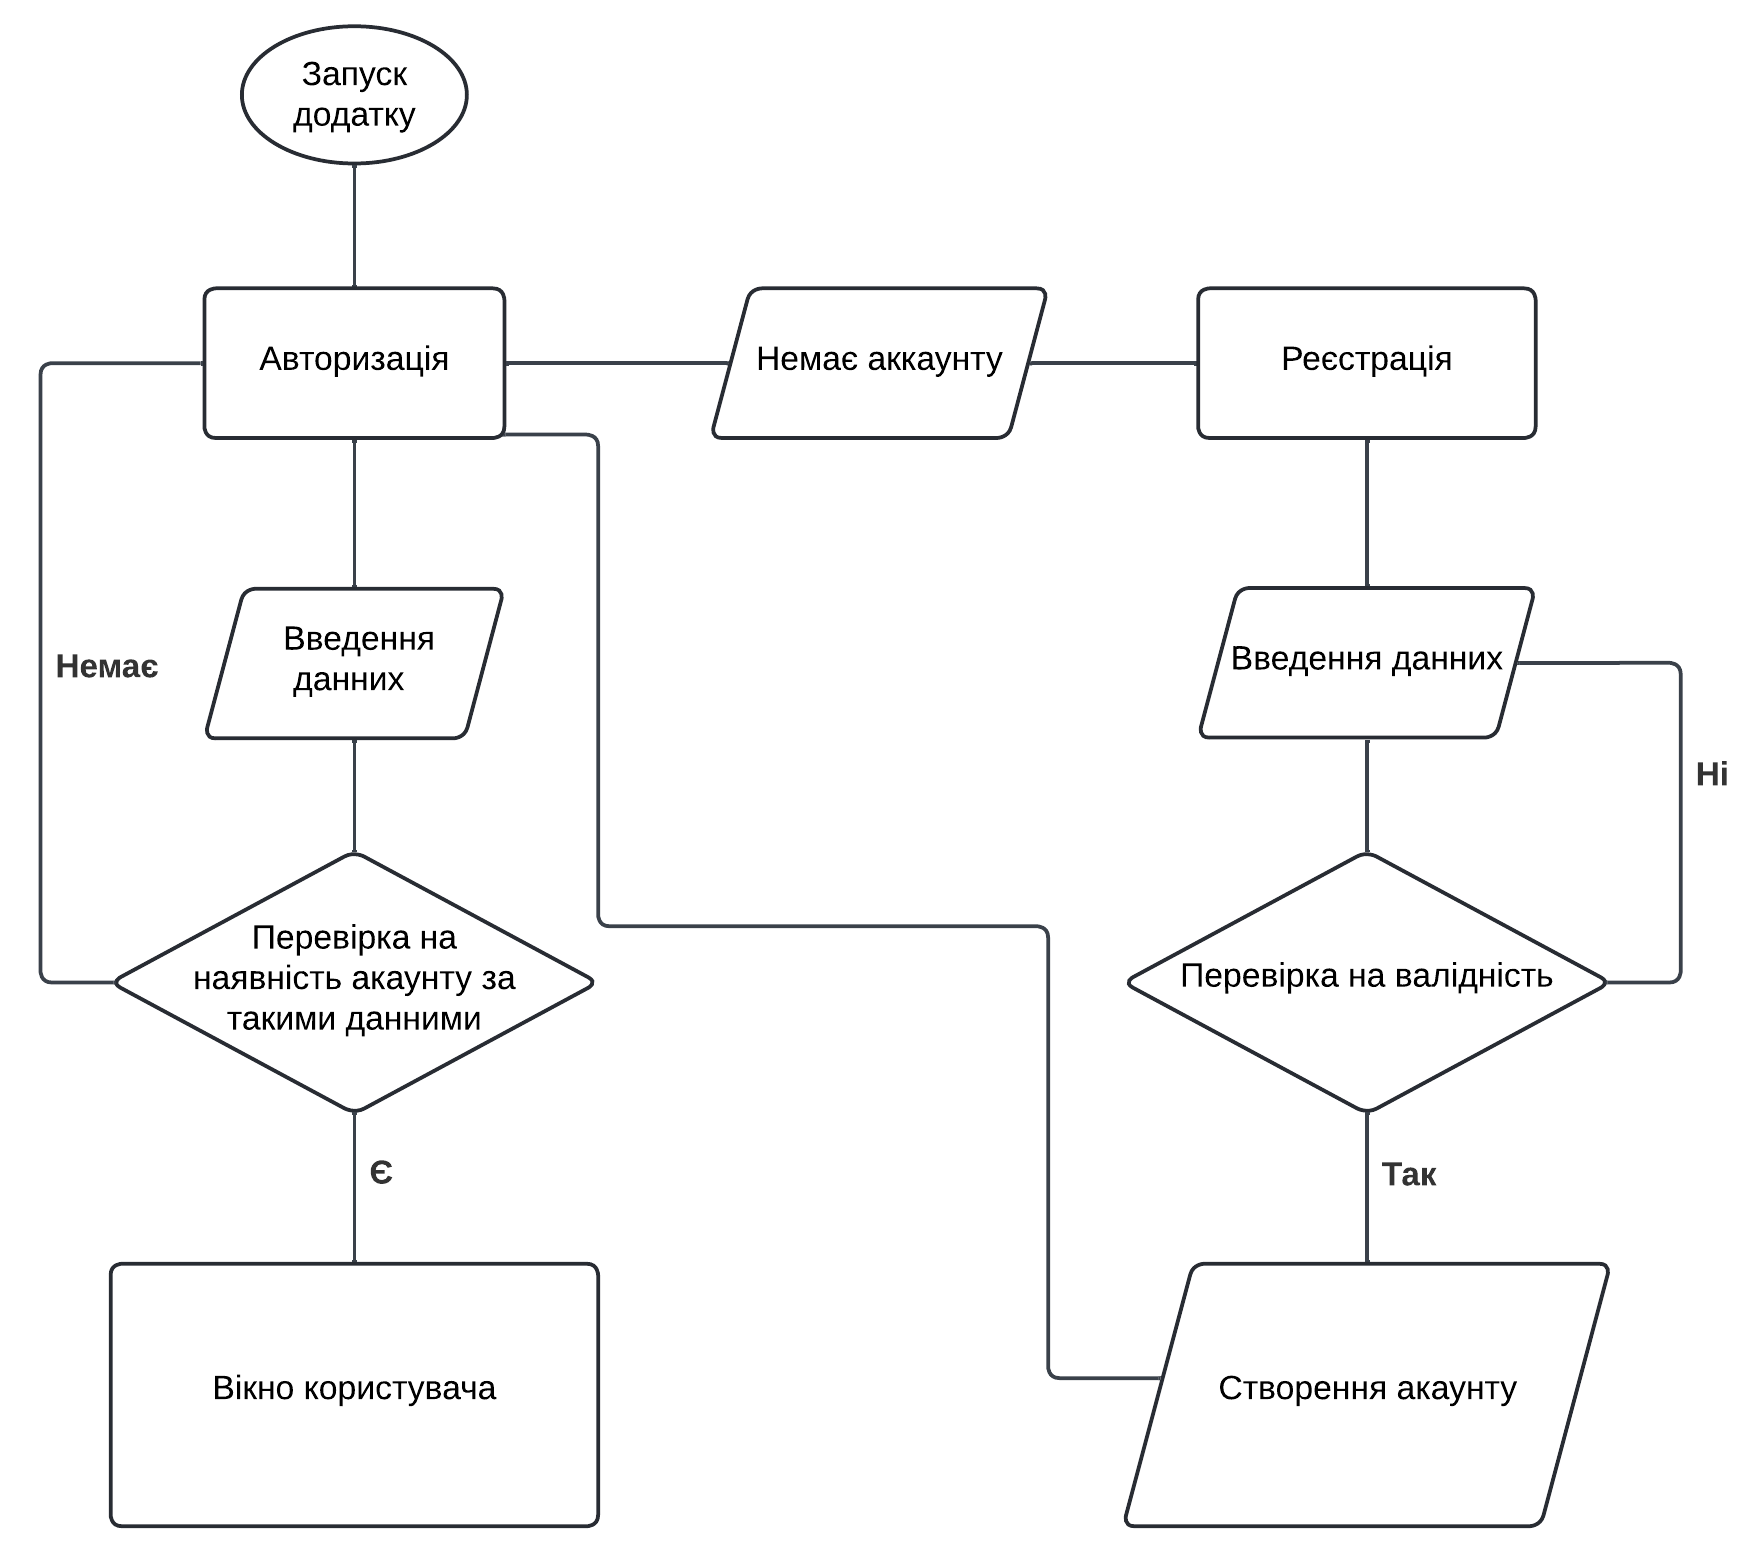 Запуск
додатку
Авторизація
Немає аккаунту
Реєстрація
Введення
данних
Введення данних
Немає
Ні
Перевірка на
наявність акаунту за
такими данними
Перевірка на валідність
Є
Так
Вікно користувача
Створення акаунту